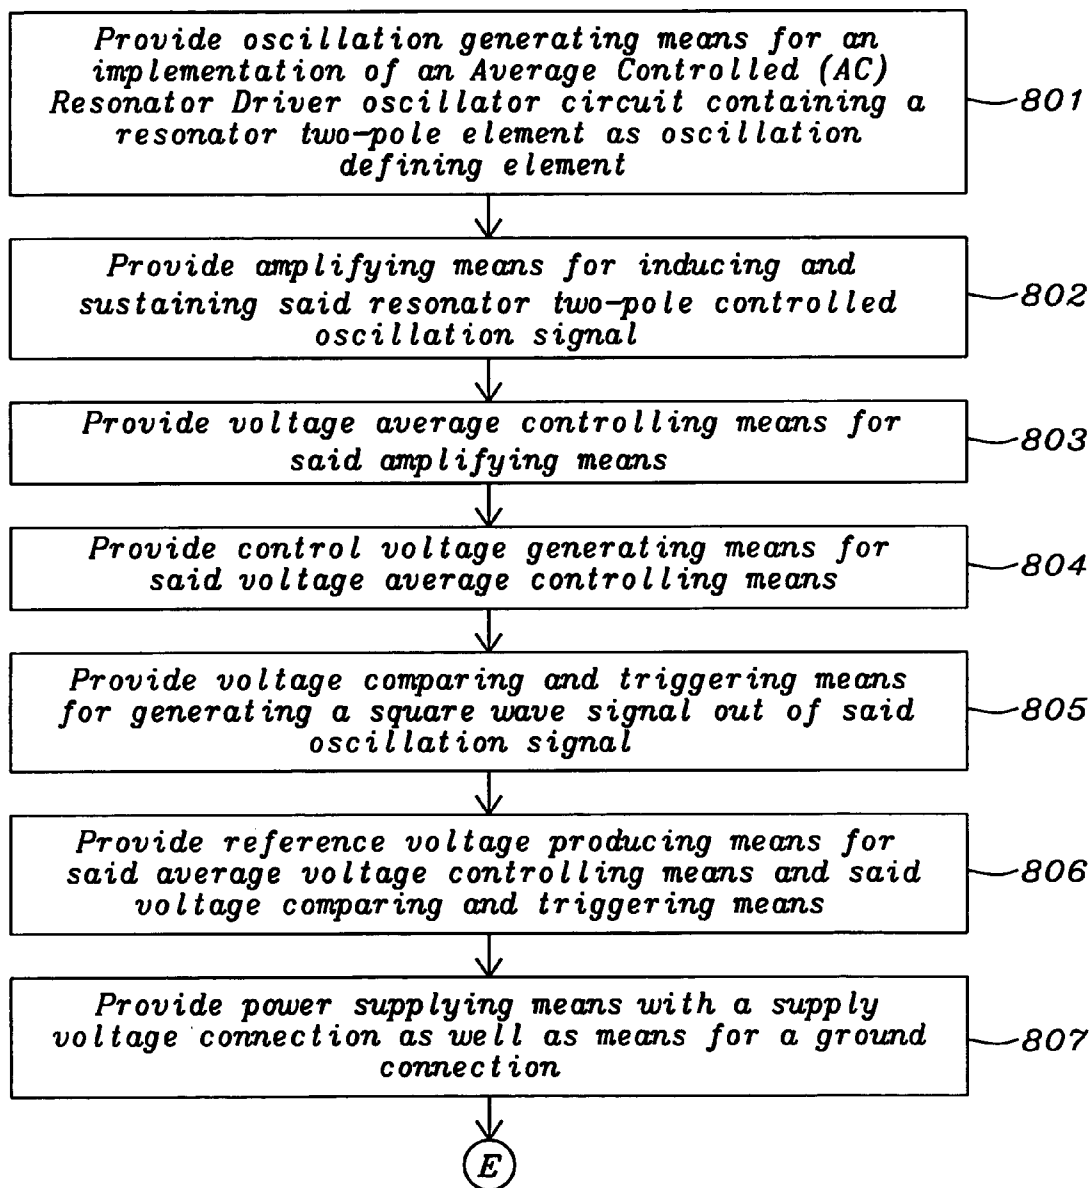 Provide oscillation generating means for an
implementation of an Average Controlled (AC)
Resonator Driver oscillator circuit containing a
resonator two-pole element as oscillation
defining element
801
Provide amplifying means for inducing and
sustaining said resonator two-pole controlled
oscillation signal
802
Provide voltage average controlling means for
said amplifying means
803
Provide control voltage generating means for
said voltage average controlling means
804
Provide voltage comparing and triggering means
for generating a square wave signal out of said
oscillation signal
805
Provide reference voltage producing means for
said average voltage controlling means and said
voltage comparing and triggering means
806
Provide power supplying means with a supply
voltage connection as well as means for a ground
connection
807
E